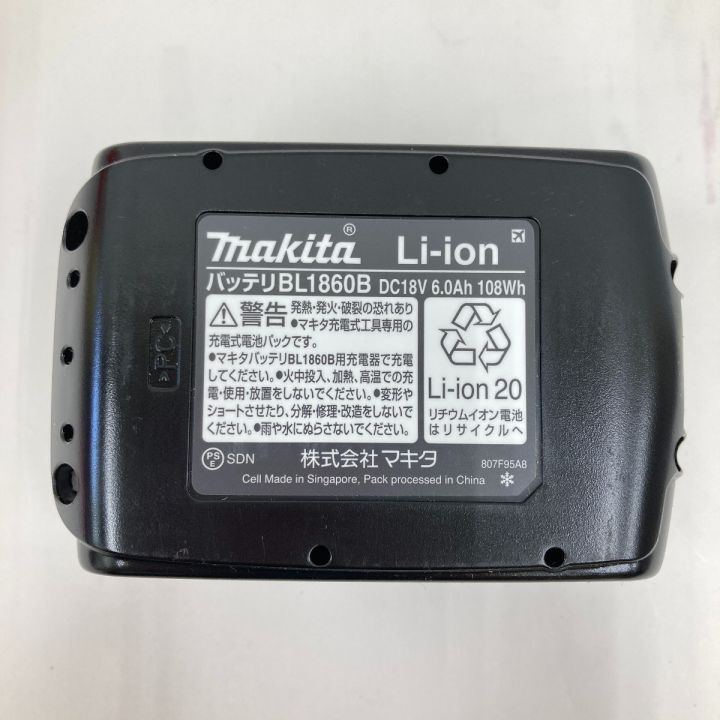 makita® Li-ion
バッテリBL1860B DC18V 6.0Ah 108Wh
警告 発熱・発火・破裂の恐れあり
●マキタ充電式工具専用の
充電式電池パックです。
●マキタバッテリBL1860B用充電器で充電
してください。●火中投入、加熱、高温での充
電・使用・放置をしないでください。●変形や
ショートさせたり、分解・修理・改造をしないで
ください。●雨や水にぬらさないでください。
Li-ion 20
リチウムイオン電池
はリサイクルへ
PSE SDN 株式会社マキタ 807F95A8
Cell Made in Singapore, Pack processed in China
>PC<